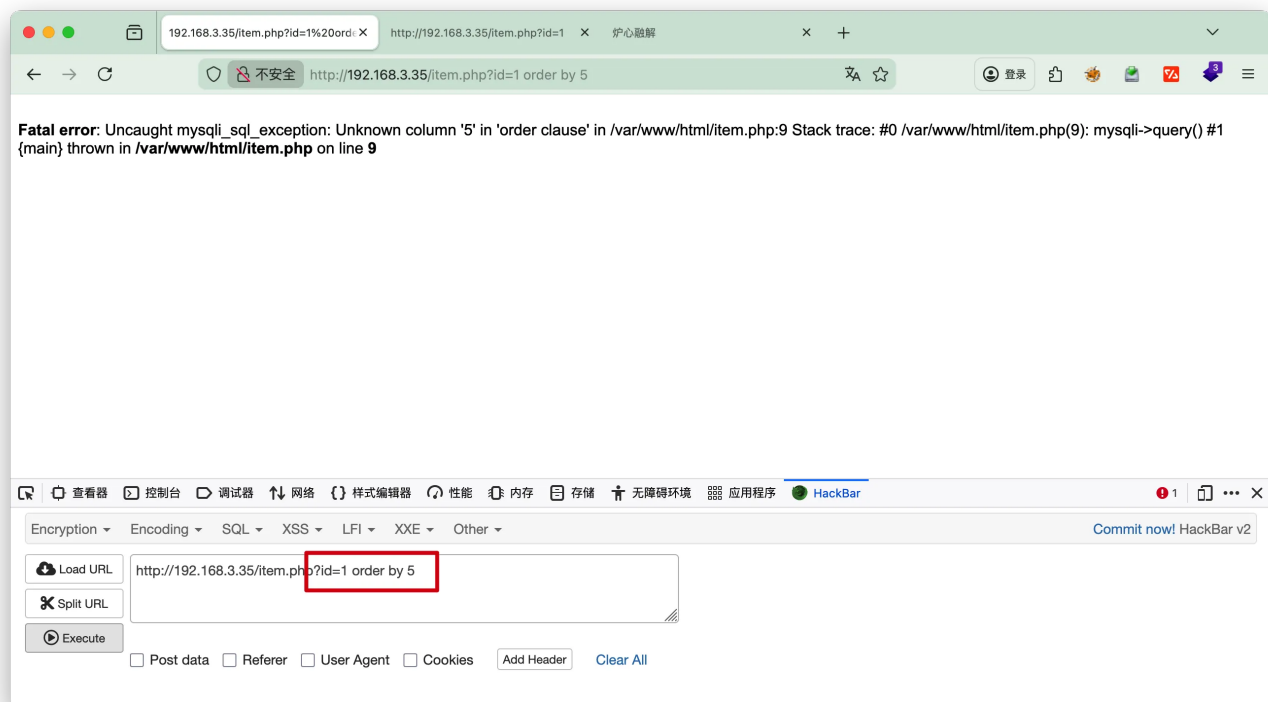 192.168.3.35/item.php?id=1%20orde
http://192.168.3.35/item.php?id=1
炉心融解
不安全 http://192.168.3.35/item.php?id=1 order by 5
登录
3
Fatal error: Uncaught mysqli_sql_exception: Unknown column '5' in 'order clause' in /var/www/html/item.php:9 Stack trace: #0 /var/www/html/item.php(9): mysqli->query() #1
{main} thrown in /var/www/html/item.php on line 9
查看器 控制台 调试器 网络 样式编辑器 性能 内存 存储 无障碍环境 应用程序 HackBar 1
Encryption Encoding SQL XSS LFI XXE Other Commit now! HackBar v2
Load URL http://192.168.3.35/item.php?id=1 order by 5
Split URL
Execute
Post data Referer User Agent Cookies Add Header Clear All